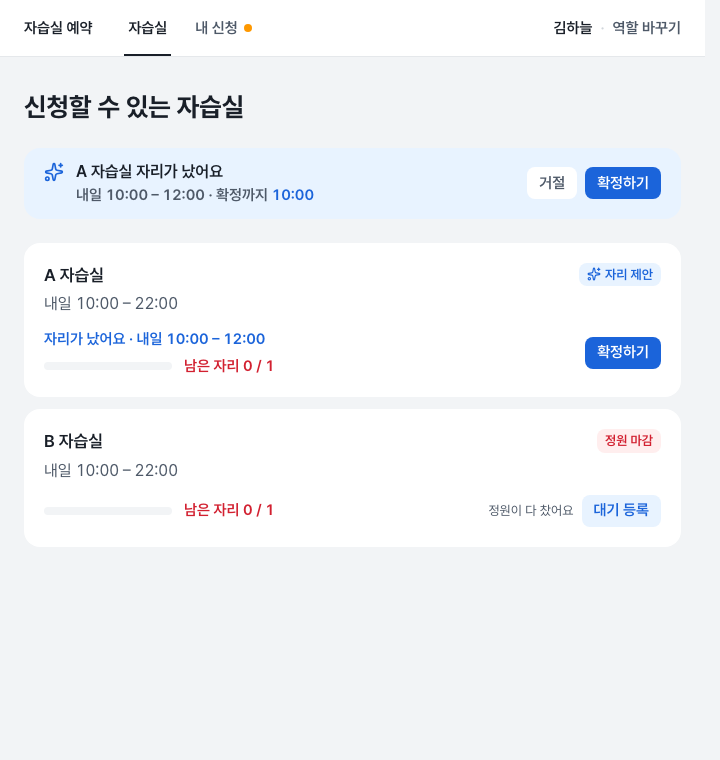 자습실 예약 자습실 내 신청 김하늘 · 역할 바꾸기
신청할 수 있는 자습실
A 자습실 자리가 났어요
내일 10:00 – 12:00 · 확정까지 10:00
거절 확정하기
A 자습실 자리 제안
내일 10:00 – 22:00
자리가 났어요 · 내일 10:00 – 12:00
남은 자리 0 / 1
확정하기
B 자습실 정원 마감
내일 10:00 – 22:00
남은 자리 0 / 1 정원이 다 찼어요 대기 등록